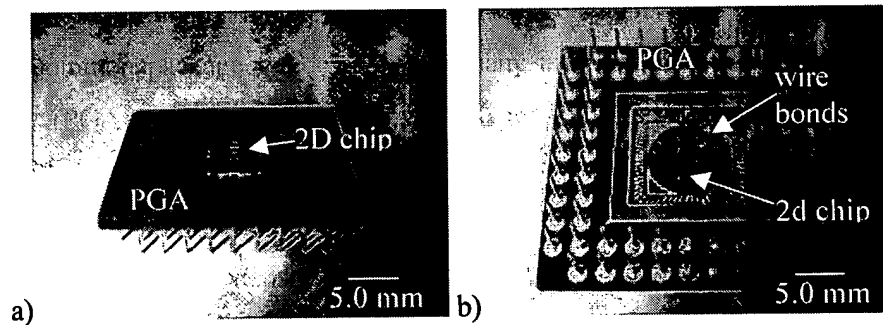 2D chip
PGA
5.0 mm
a)
PGA
wire
bonds
2d chip
5.0 mm
b)